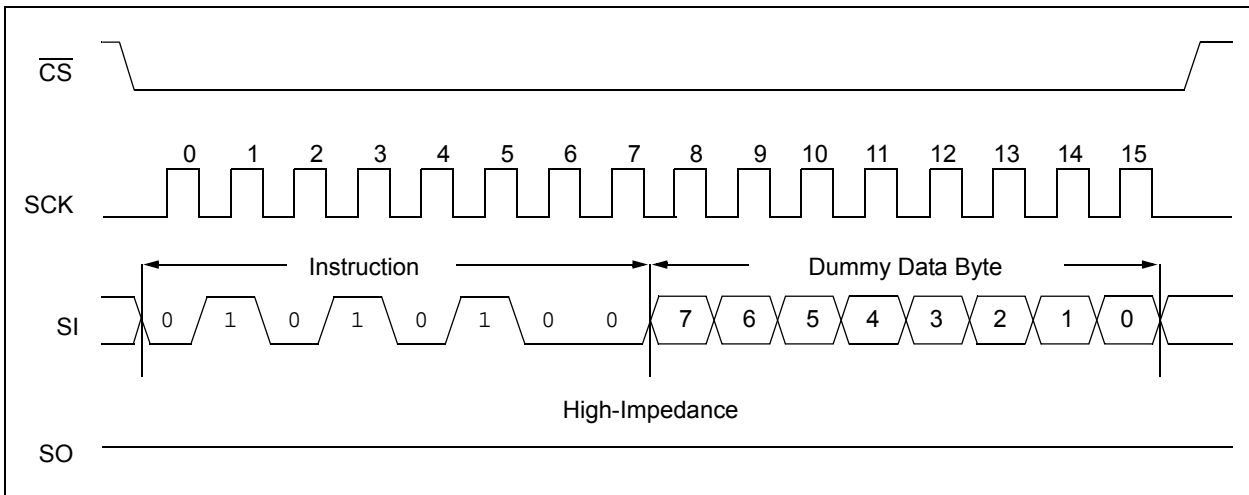 CS
0 1 2 3 4 5 6 7 8 9 10 11 12 13 14 15
SCK
Instruction Dummy Data Byte
SI 0 1 0 1 0 1 0 0 7 6 5 4 3 2 1 0
High-Impedance
SO